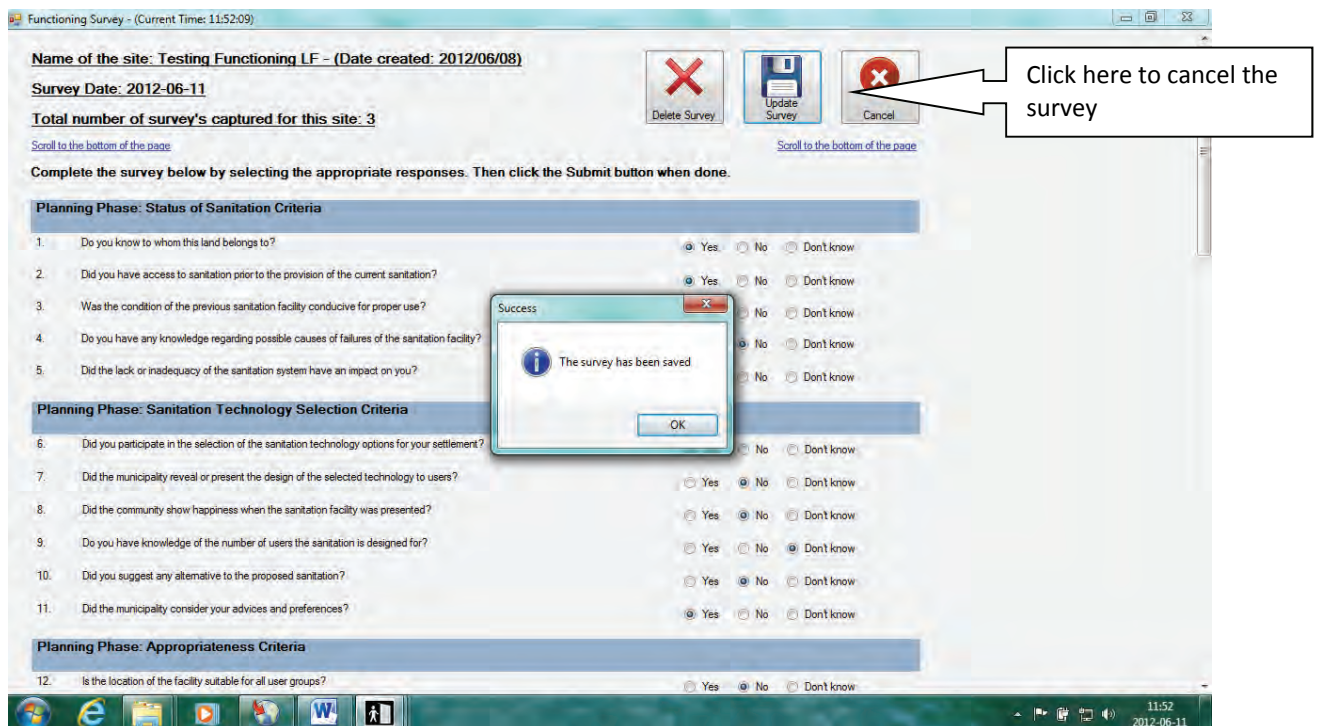 Functioning Survey - (Current Time: 11:52:09)
Name of the site: Testing Functioning LF - (Date created: 2012/06/08)
Survey Date: 2012-06-11
Total number of survey's captured for this site: 3
Delete Survey
Update
Survey
Cancel
Click here to cancel the
survey
Scroll to the bottom of the page
Scroll to the bottom of the page
Complete the survey below by selecting the appropriate responses. Then click the Submit button when done.
Planning Phase: Status of Sanitation Criteria
1. Do you know to whom this land belongs to? Yes No Don't know
2. Did you have access to sanitation prior to the provision of the current sanitation? Yes No Don't know
3. Was the condition of the previous sanitation facility conducive for proper use? No Don't know
4. Do you have any knowledge regarding possible causes of failures of the sanitation facility? No Don't know
5. Did the lack or inadequacy of the sanitation system have an impact on you? No Don't know
Success
The survey has been saved
OK
Planning Phase: Sanitation Technology Selection Criteria
6. Did you participate in the selection of the sanitation technology options for your settlement? No Don't know
7. Did the municipality reveal or present the design of the selected technology to users? Yes No Don't know
8. Did the community show happiness when the sanitation facility was presented? Yes No Don't know
9. Do you have knowledge of the number of users the sanitation is designed for? Yes No Don't know
10. Did you suggest any alternative to the proposed sanitation? Yes No Don't know
11. Did the municipality consider your advices and preferences? Yes No Don't know
Planning Phase: Appropriateness Criteria
12. Is the location of the facility suitable for all user groups? Yes No Don't know
11:52
2012-06-11